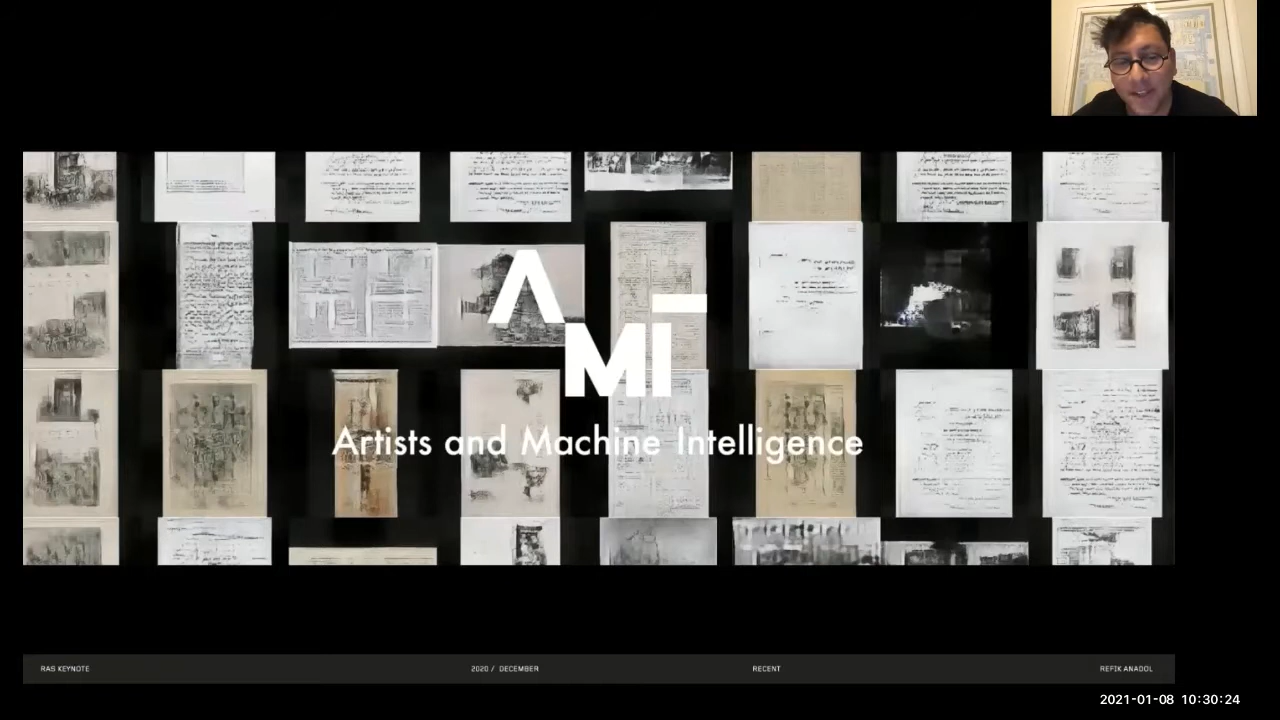 AMI
Artists and Machine Intelligence
RAS KEYNOTE
2020 / DECEMBER
RECENT
REFIK ANADOL
2021-01-08 10:30:24